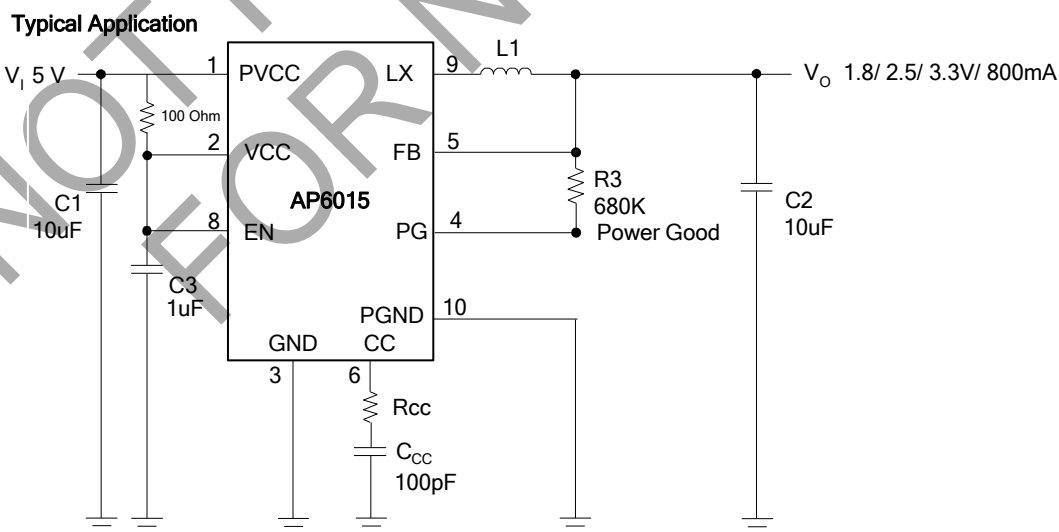 Typical Application
V_I 5 V
1
PVCC
LX
9
L1
V_O 1.8/ 2.5/ 3.3V/ 800mA
100 Ohm
2
VCC
FB
5
C1
10uF
AP6015
R3
680K
C2
10uF
8
EN
PG
4
Power Good
C3
1uF
PGND
10
GND
CC
3
6
Rcc
C_CC
100pF
NOT
FOR N